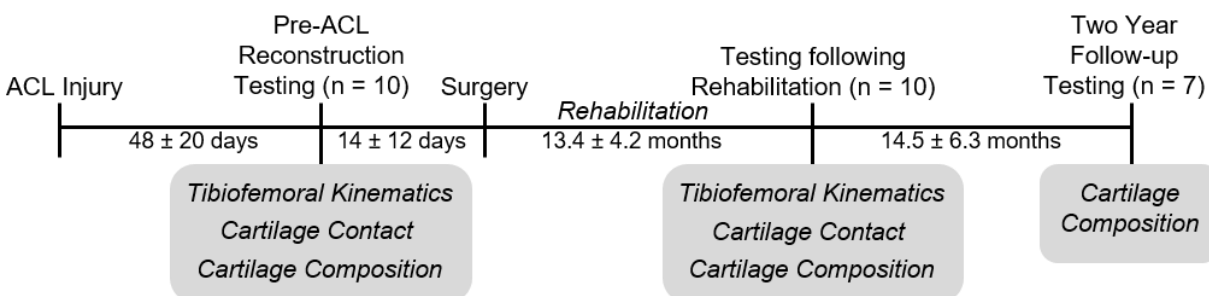 Pre-ACL
Reconstruction
Testing (n = 10)
Two Year
Follow-up
Testing (n = 7)
Testing following
Rehabilitation (n = 10)
ACL Injury
Surgery
Rehabilitation
48 ± 20 days
14 ± 12 days
13.4 ± 4.2 months
14.5 ± 6.3 months
Tibiofemoral Kinematics
Cartilage Contact
Cartilage Composition
Tibiofemoral Kinematics
Cartilage Contact
Cartilage Composition
Cartilage
Composition